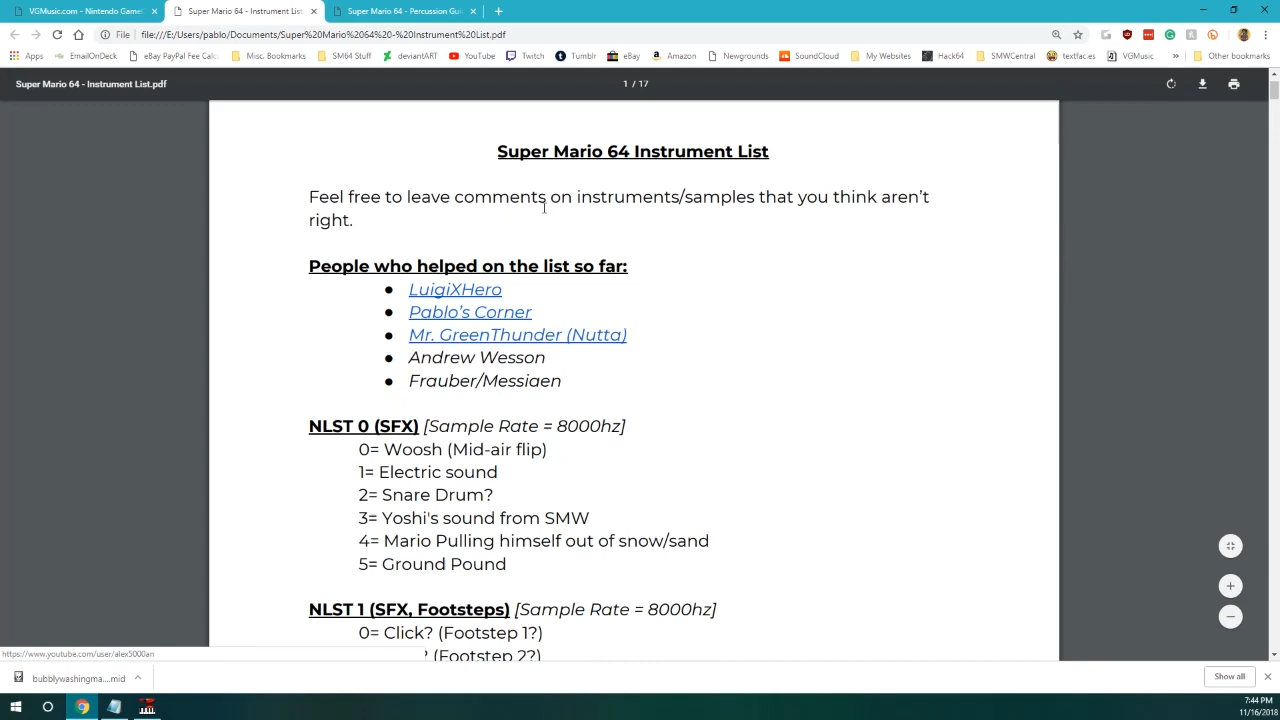 VGMusic.com - Nintendo GameC
Super Mario 64 - Instrument List.
Super Mario 64 - Percussion Gui
File
file:///E:/Users/pablo/Documents/Super%20Mario%2064%20-%20Instrument%20List.pdf
Apps
EmailOnDeck
eBay PayPal Fee Calc
Misc. Bookmarks
SM64 Stuff
deviantART
YouTube
Twitch
Tumblr
eBay
Amazon
Newgrounds
SoundCloud
My Websites
Hack64
SMWCentral
textfac.es
VGMusic
»
Other bookmarks
Super Mario 64 - Instrument List.pdf
1 / 17
Super Mario 64 Instrument List
Feel free to leave comments on instruments/samples that you think aren't
right.
People who helped on the list so far:
● LuigiXHero
● Pablo's Corner
● Mr. GreenThunder (Nutta)
● Andrew Wesson
● Frauber/Messiaen
NLST 0 (SFX) [Sample Rate = 8000hz]
0= Woosh (Mid-air flip)
1= Electric sound
2= Snare Drum?
3= Yoshi's sound from SMW
4= Mario Pulling himself out of snow/sand
5= Ground Pound
NLST 1 (SFX, Footsteps) [Sample Rate = 8000hz]
0= Click? (Footstep 1?)
? (Footstep 2?)
https://www.youtube.com/user/alex5000an
bubblywashingma....mid
Show all
7:44 PM
11/16/2018